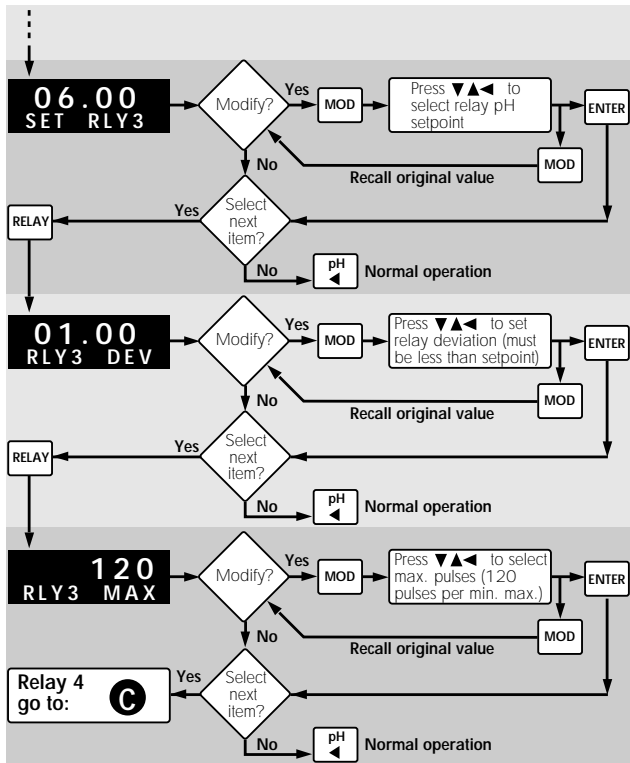 06.00
SET RLY3
Modify?
Yes
MOD
Press ▼▲◄ to
select relay pH
setpoint
ENTER
MOD
No
Recall original value
Select
next
item?
Yes
RELAY
No
pH
◄
Normal operation
01.00
RLY3 DEV
Modify?
Yes
MOD
Press ▼▲◄ to set
relay deviation (must
be less than setpoint)
ENTER
MOD
No
Recall original value
Select
next
item?
Yes
RELAY
No
pH
◄
Normal operation
120
RLY3 MAX
Modify?
Yes
MOD
Press ▼▲◄ to select
max. pulses (120
pulses per min. max.)
ENTER
MOD
No
Recall original value
Select
next
item?
Yes
Relay 4
go to:
C
No
pH
◄
Normal operation